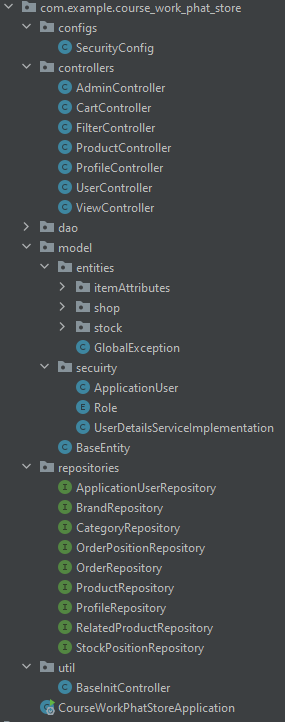 com.example.course_work_phat_store
configs
SecurityConfig
controllers
AdminController
CartController
FilterController
ProductController
ProfileController
UserController
ViewController
dao
model
entities
itemAttributes
shop
stock
GlobalException
secuirty
ApplicationUser
Role
UserDetailsServiceImplementation
BaseEntity
repositories
ApplicationUserRepository
BrandRepository
CategoryRepository
OrderPositionRepository
OrderRepository
ProductRepository
ProfileRepository
RelatedProductRepository
StockPositionRepository
util
BaseInitController
CourseWorkPhatStoreApplication